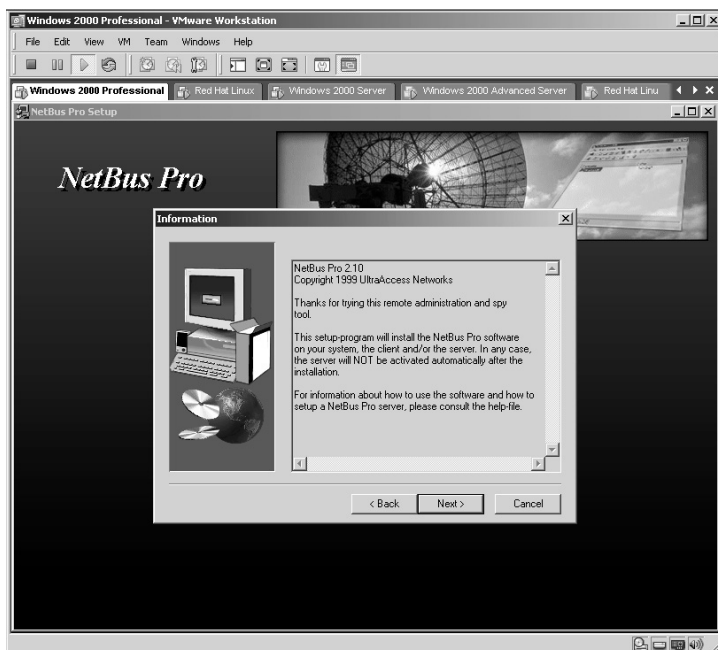 Windows 2000 Professional - VMware Workstation
File Edit View VM Team Windows Help
Windows 2000 Professional Red Hat Linux Windows 2000 Server Windows 2000 Advanced Server Red Hat Linu
NetBus Pro Setup
NetBus Pro
Information
NetBus Pro 2.10
Copyright 1999 UltraAccess Networks
Thanks for trying this remote administration and spy
tool.
This setup-program will install the NetBus Pro software
on your system, the client and/or the server. In any case,
the server will NOT be activated automatically after the
installation.
For information about how to use the software and how to
setup a NetBus Pro server, please consult the help-file.
< Back Next > Cancel